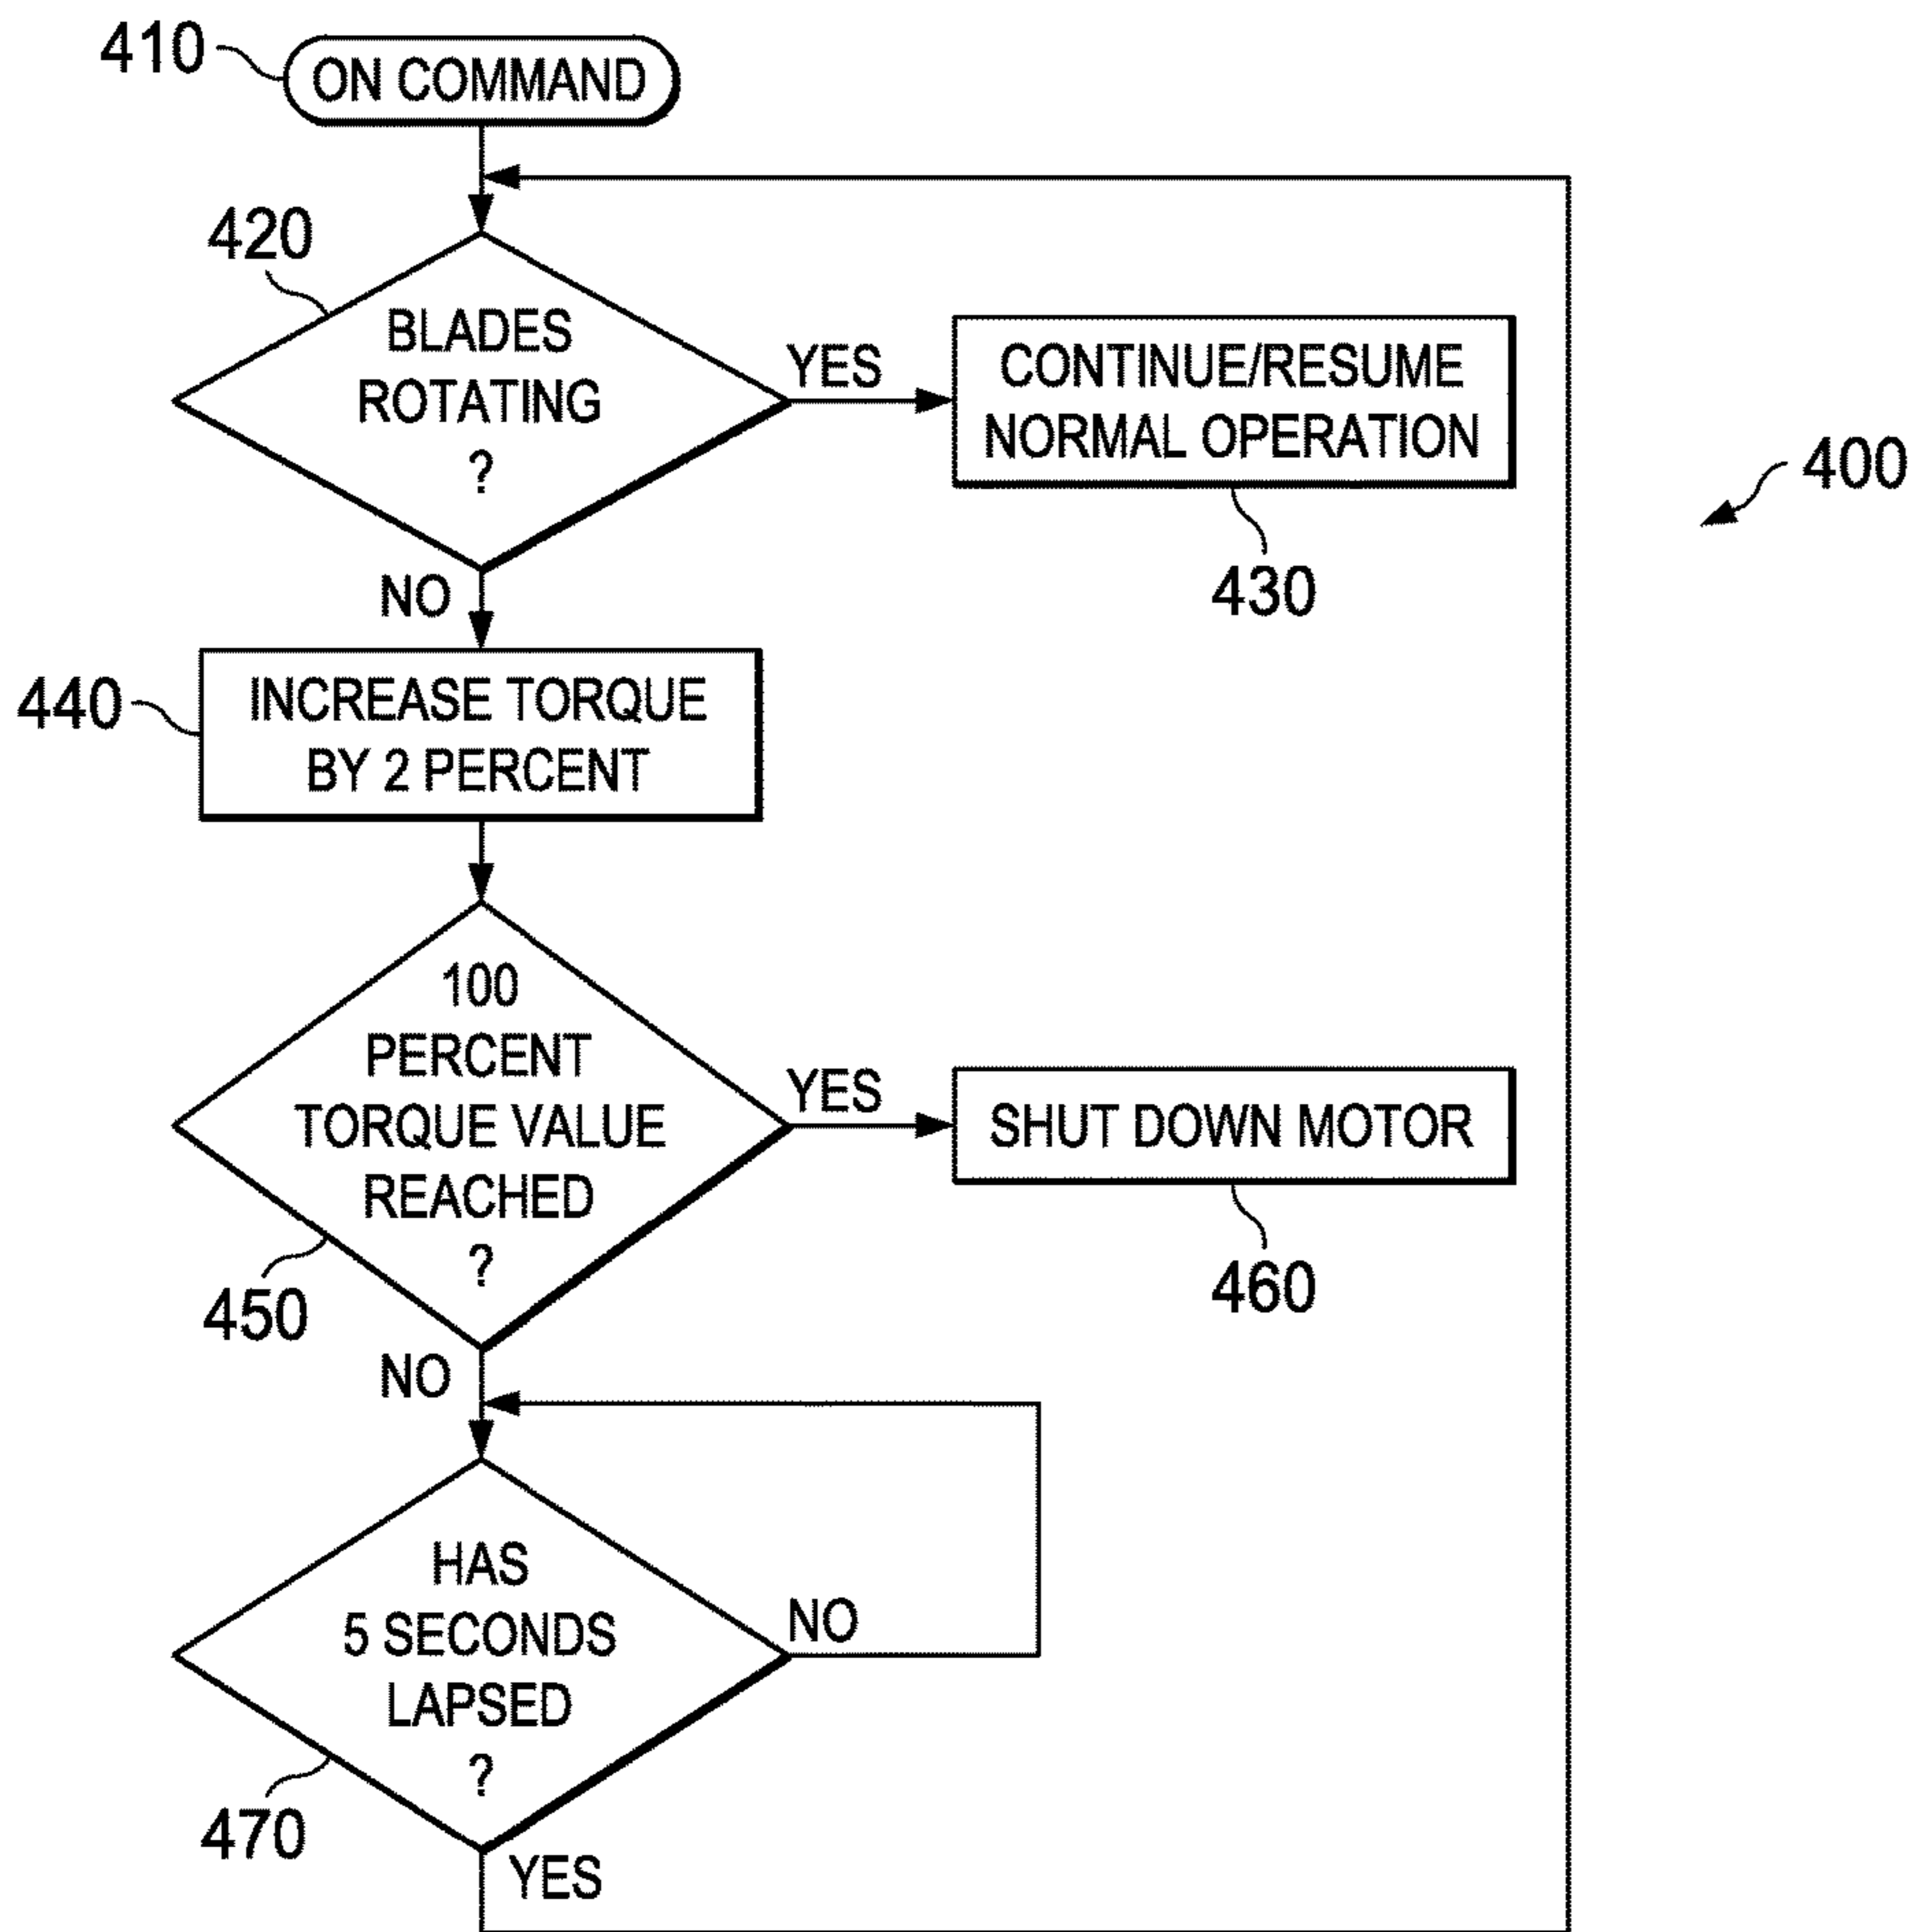 410
ON COMMAND
420
BLADES
ROTATING
?
YES
CONTINUE/RESUME
NORMAL OPERATION
430
400
NO
440
INCREASE TORQUE
BY 2 PERCENT
100
PERCENT
TORQUE VALUE
REACHED
?
450
YES
SHUT DOWN MOTOR
460
NO
HAS
5 SECONDS
LAPSED
?
470
NO
YES